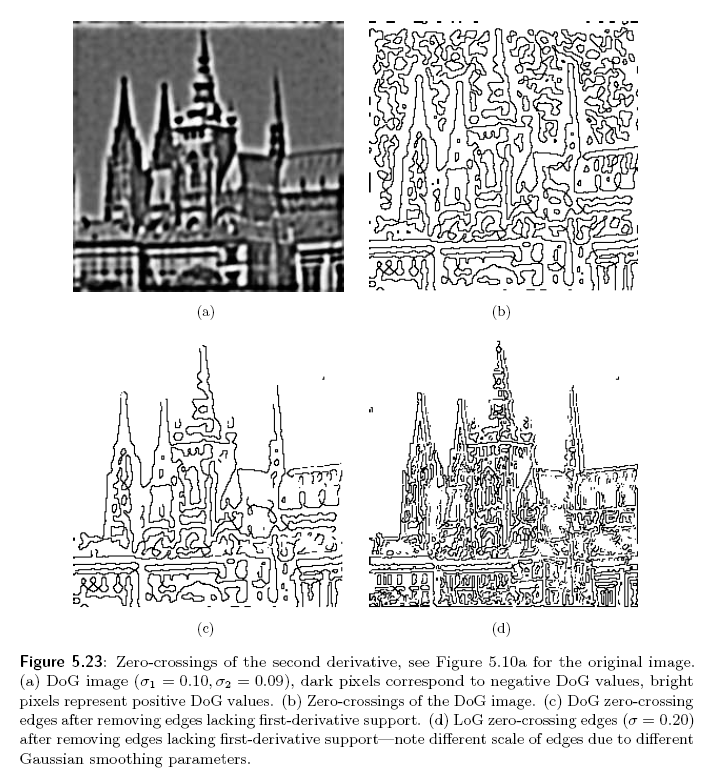 (a)
(b)
(c)
(d)
Figure 5.23: Zero-crossings of the second derivative, see Figure 5.10a for the original image.
(a) DoG image (σ₁ = 0.10, σ₂ = 0.09), dark pixels correspond to negative DoG values, bright
pixels represent positive DoG values. (b) Zero-crossings of the DoG image. (c) DoG zero-crossing
edges after removing edges lacking first-derivative support. (d) LoG zero-crossing edges (σ = 0.20)
after removing edges lacking first-derivative support—note different scale of edges due to different
Gaussian smoothing parameters.